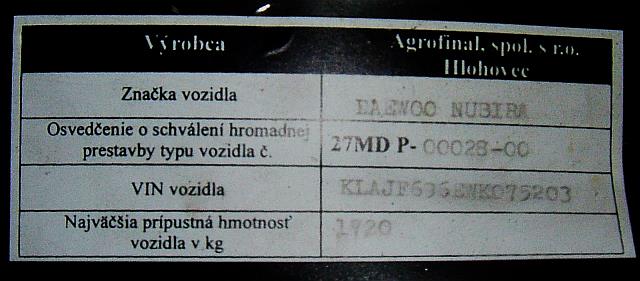 Výrobca
Agrofinal, spol. s r.o.
Hlohovec
Značka vozidla
DAEWOO NUBIRA
Osvedčenie o schválení hromadnej
prestavby typu vozidla č.
27MD P- 00028-00
VIN vozidla
Najväčšia prípustná hmotnosť
vozidla v kg
1920